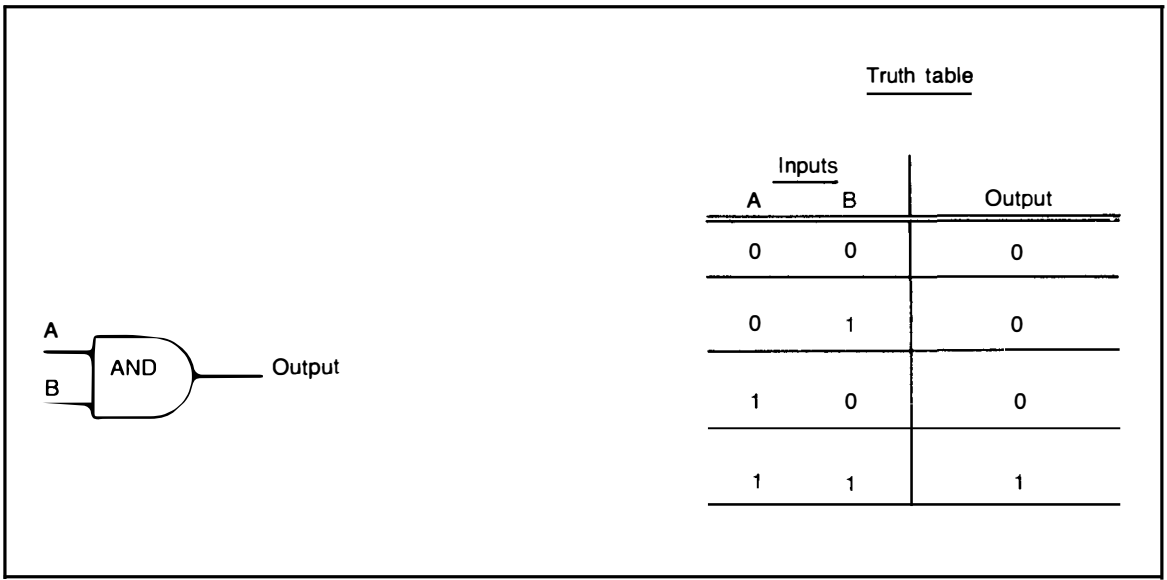 Truth table
Inputs
A B Output
0 0 0
0 1 0
1 0 0
1 1 1
A
AND Output
B